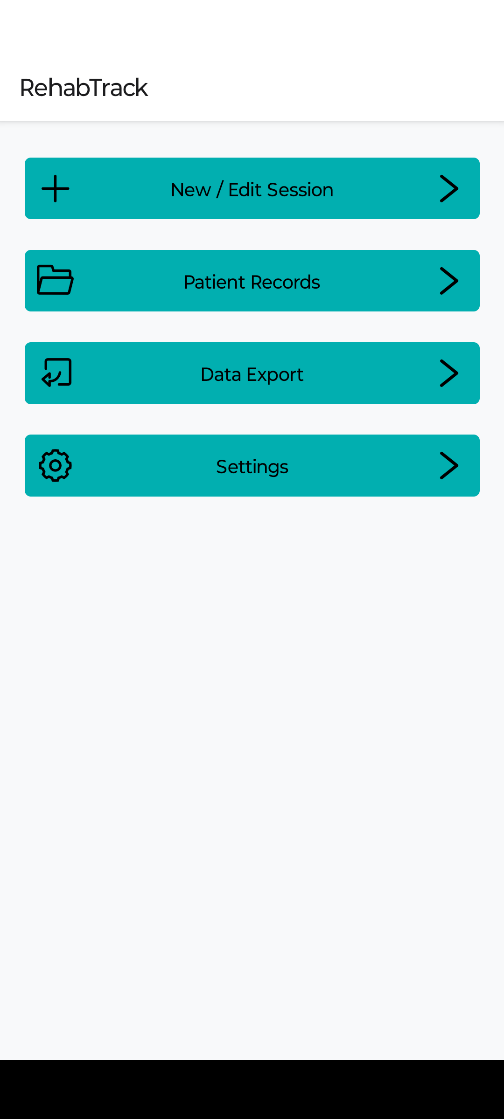 RehabTrack
New / Edit Session
Patient Records
Data Export
Settings